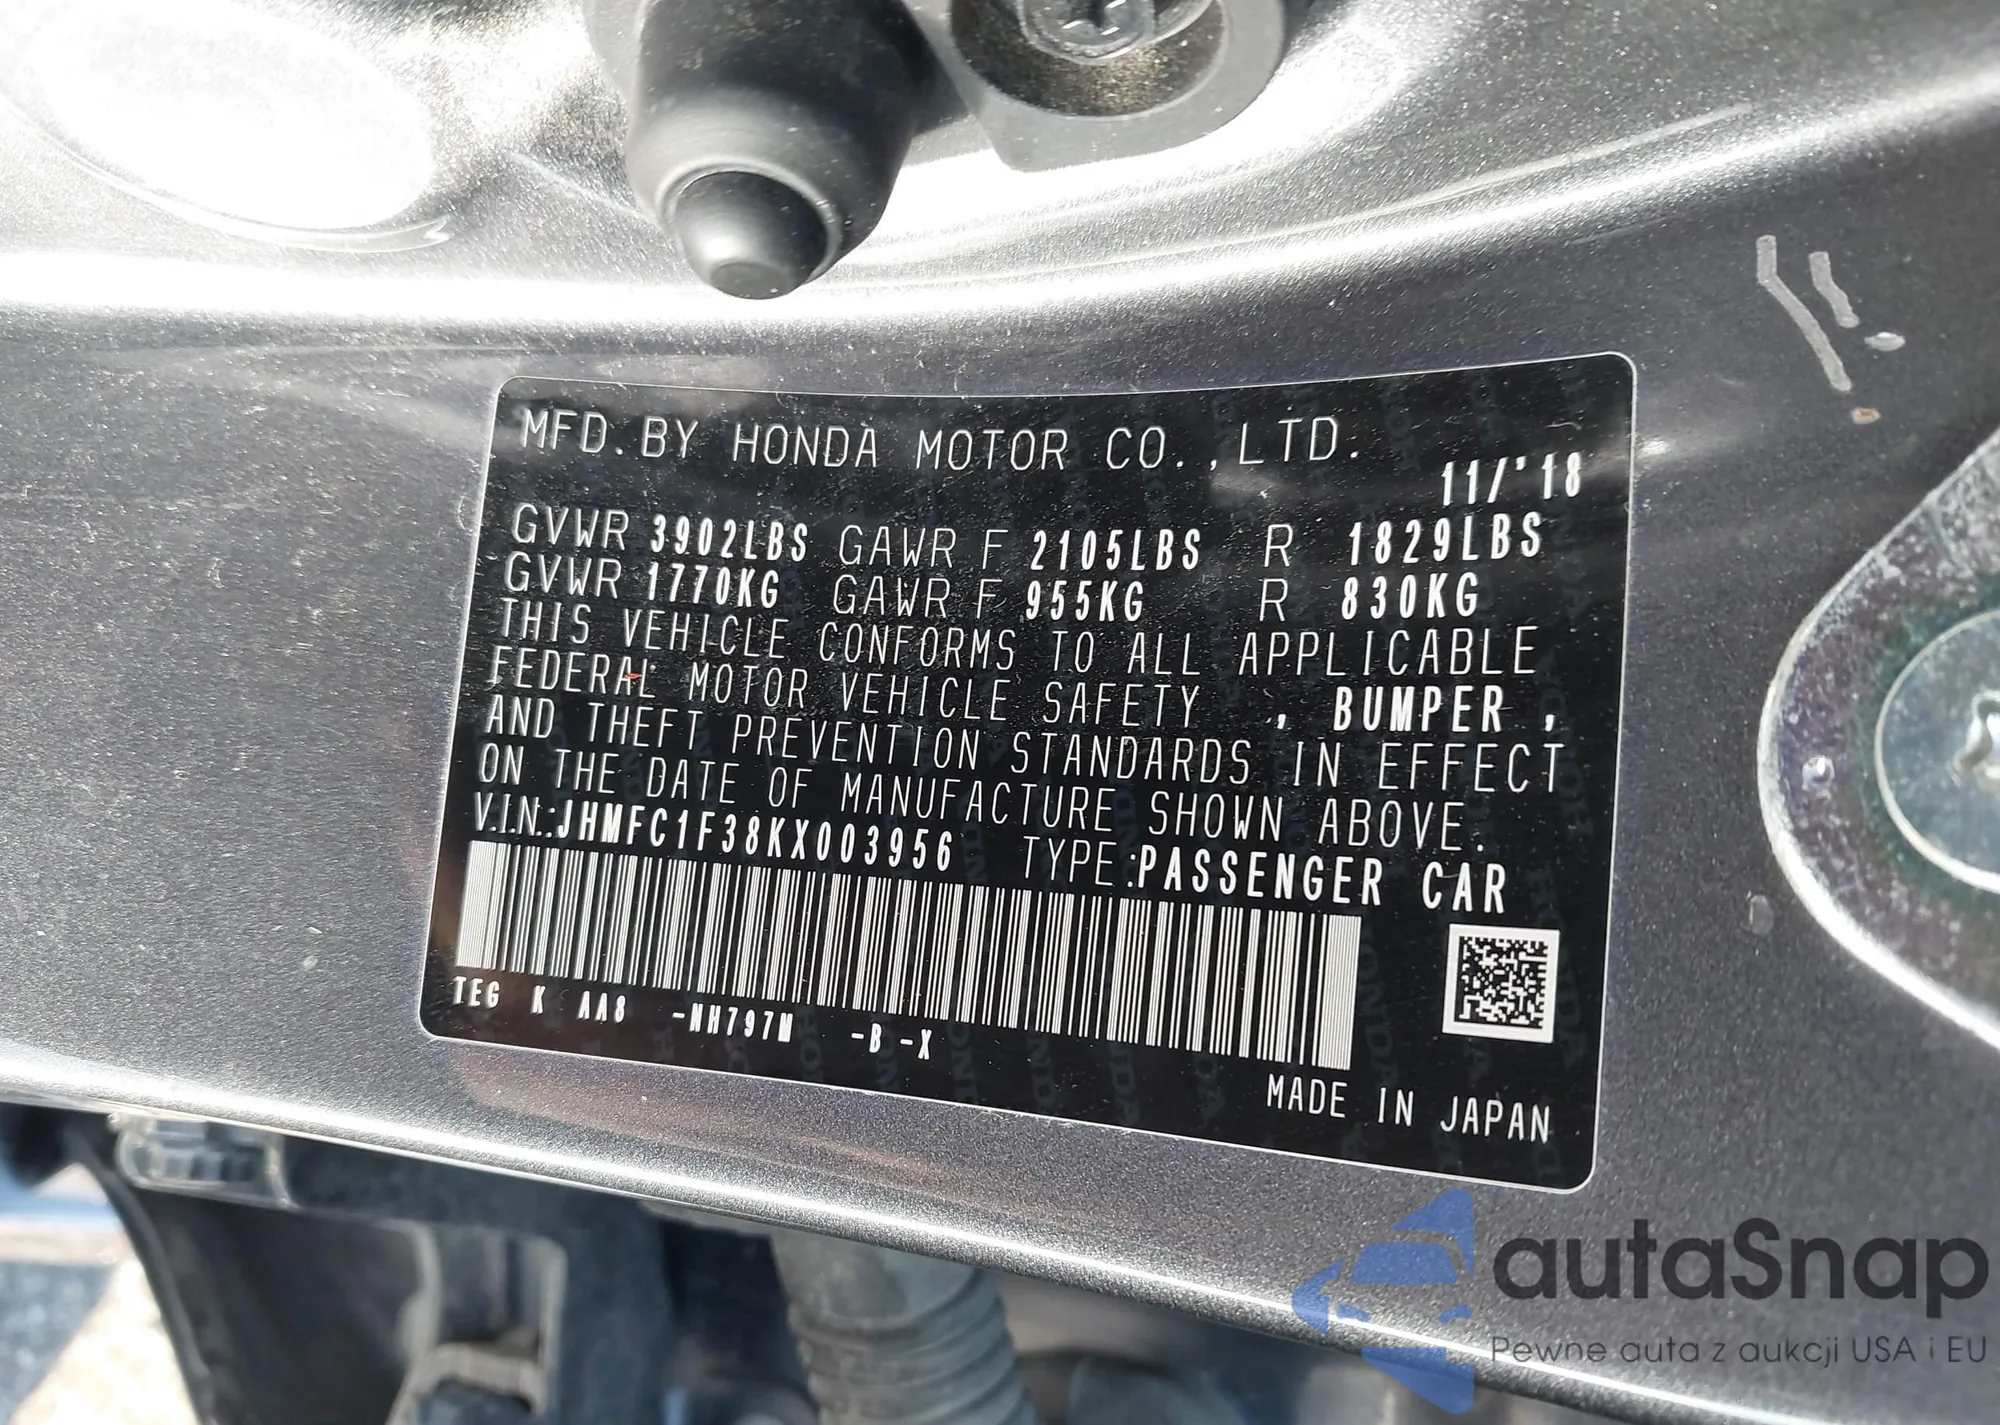 MFD. BY HONDA MOTOR CO., LTD.
11/'18
GVWR 3902LBS GAWR F 2105LBS R 1829LBS
GVWR 1770KG GAWR F 955KG R 830KG
THIS VEHICLE CONFORMS TO ALL APPLICABLE
FEDERAL MOTOR VEHICLE SAFETY , BUMPER ,
AND THEFT PREVENTION STANDARDS IN EFFECT
ON THE DATE OF MANUFACTURE SHOWN ABOVE.
V.I.N.:JHMFC1F38KX003956 TYPE:PASSENGER CAR
TEG K AA8 -NH797M -B -X
MADE IN JAPAN
autaSnap
Pewne auta z aukcji USA i EU